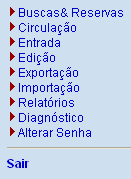 Buscas& Reservas
Circulação
Entrada
Edição
Exportação
Importação
Relatórios
Diagnóstico
Alterar Senha
Sair